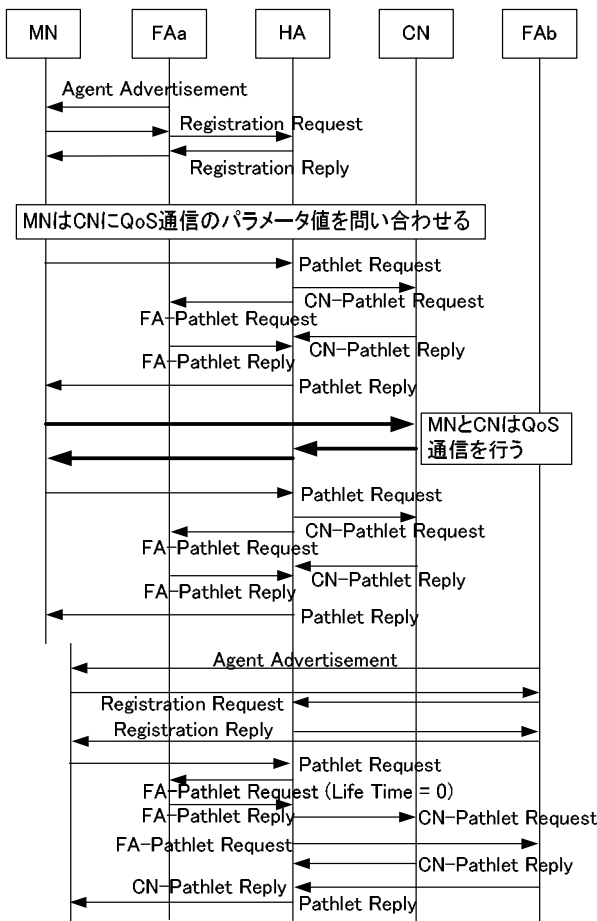 MN FAa HA CN FAb
Agent Advertisement
Registration Request
Registration Reply
MNはCNにQoS通信のパラメータ値を問い合わせる
Pathlet Request
CN-Pathlet Request
FA-Pathlet Request
CN-Pathlet Reply
FA-Pathlet Reply
Pathlet Reply
MNとCNはQoS
通信を行う
Pathlet Request
CN-Pathlet Request
FA-Pathlet Request
CN-Pathlet Reply
FA-Pathlet Reply
Pathlet Reply
Agent Advertisement
Registration Request
Registration Reply
Pathlet Request
FA-Pathlet Request (Life Time = 0)
FA-Pathlet Reply
CN-Pathlet Request
FA-Pathlet Request
CN-Pathlet Reply
CN-Pathlet Reply
Pathlet Reply